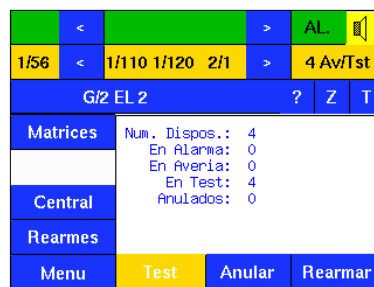 < > AL.
1/56 < 1/110 1/120 2/1 > 4 Av/Tst
G/2 EL 2 ? Z T
Matrices
Num. Dispos.: 4
En Alarma: 0
En Averia: 0
En Test: 4
Anulados: 0
Central
Rearmes
Menu Test Anular Rearmar